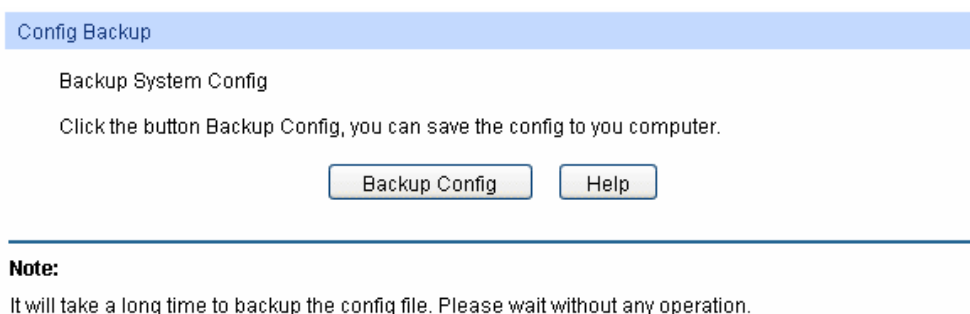 Config Backup
Backup System Config
Click the button Backup Config, you can save the config to you computer.
Backup Config Help
Note:
It will take a long time to backup the config file. Please wait without any operation.